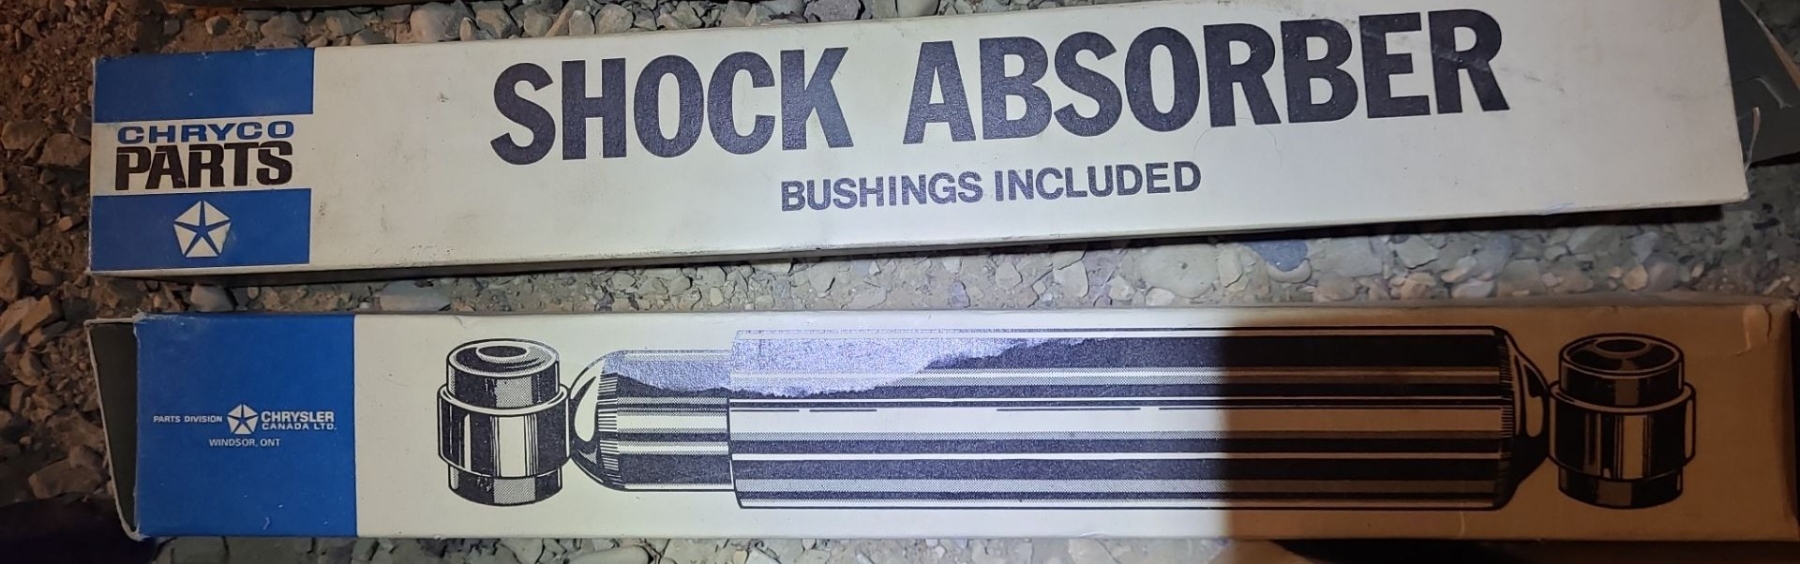 CHRYCO
PARTS
SHOCK ABSORBER
BUSHINGS INCLUDED
PARTS DIVISION CHRYSLER
CANADA LTD.
WINDSOR, ONT